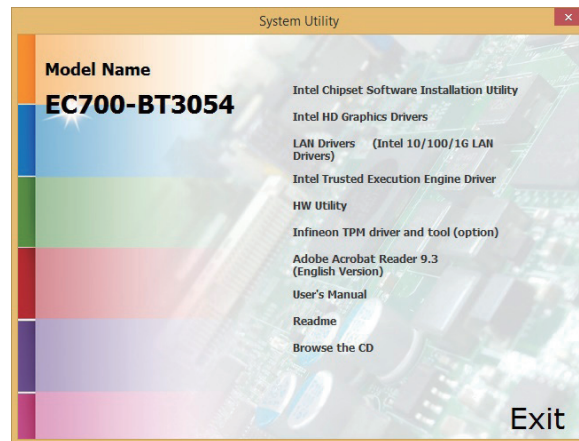 System Utility
Model Name
EC700-BT3054
Intel Chipset Software Installation Utility
Intel HD Graphics Drivers
LAN Drivers (Intel 10/100/1G LAN
Drivers)
Intel Trusted Execution Engine Driver
HW Utility
Infineon TPM driver and tool (option)
Adobe Acrobat Reader 9.3
(English Version)
User's Manual
Readme
Browse the CD
Exit